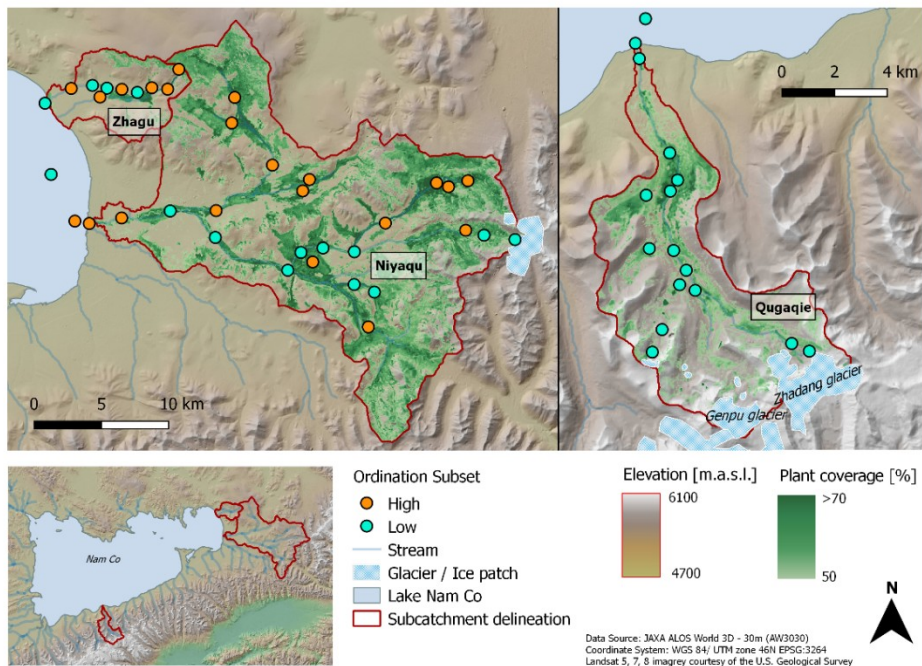 Zhagu
Niyaqu
0 5 10 km
0 2 4 km
Qugaqie
Zhadang glacier
Genpu glacier
Nam Co
Ordination Subset
High
Low
Stream
Glacier / Ice patch
Lake Nam Co
Subcatchment delineation
Elevation [m.a.s.l.]
6100
4700
Plant coverage [%]
>70
50
N
Data Source: JAXA ALOS World 3D - 30m (AW3030)
Coordinate System: WGS 84/ UTM zone 46N EPSG:3264
Landsat 5, 7, 8 imagrey courtesy of the U.S. Geological Survey